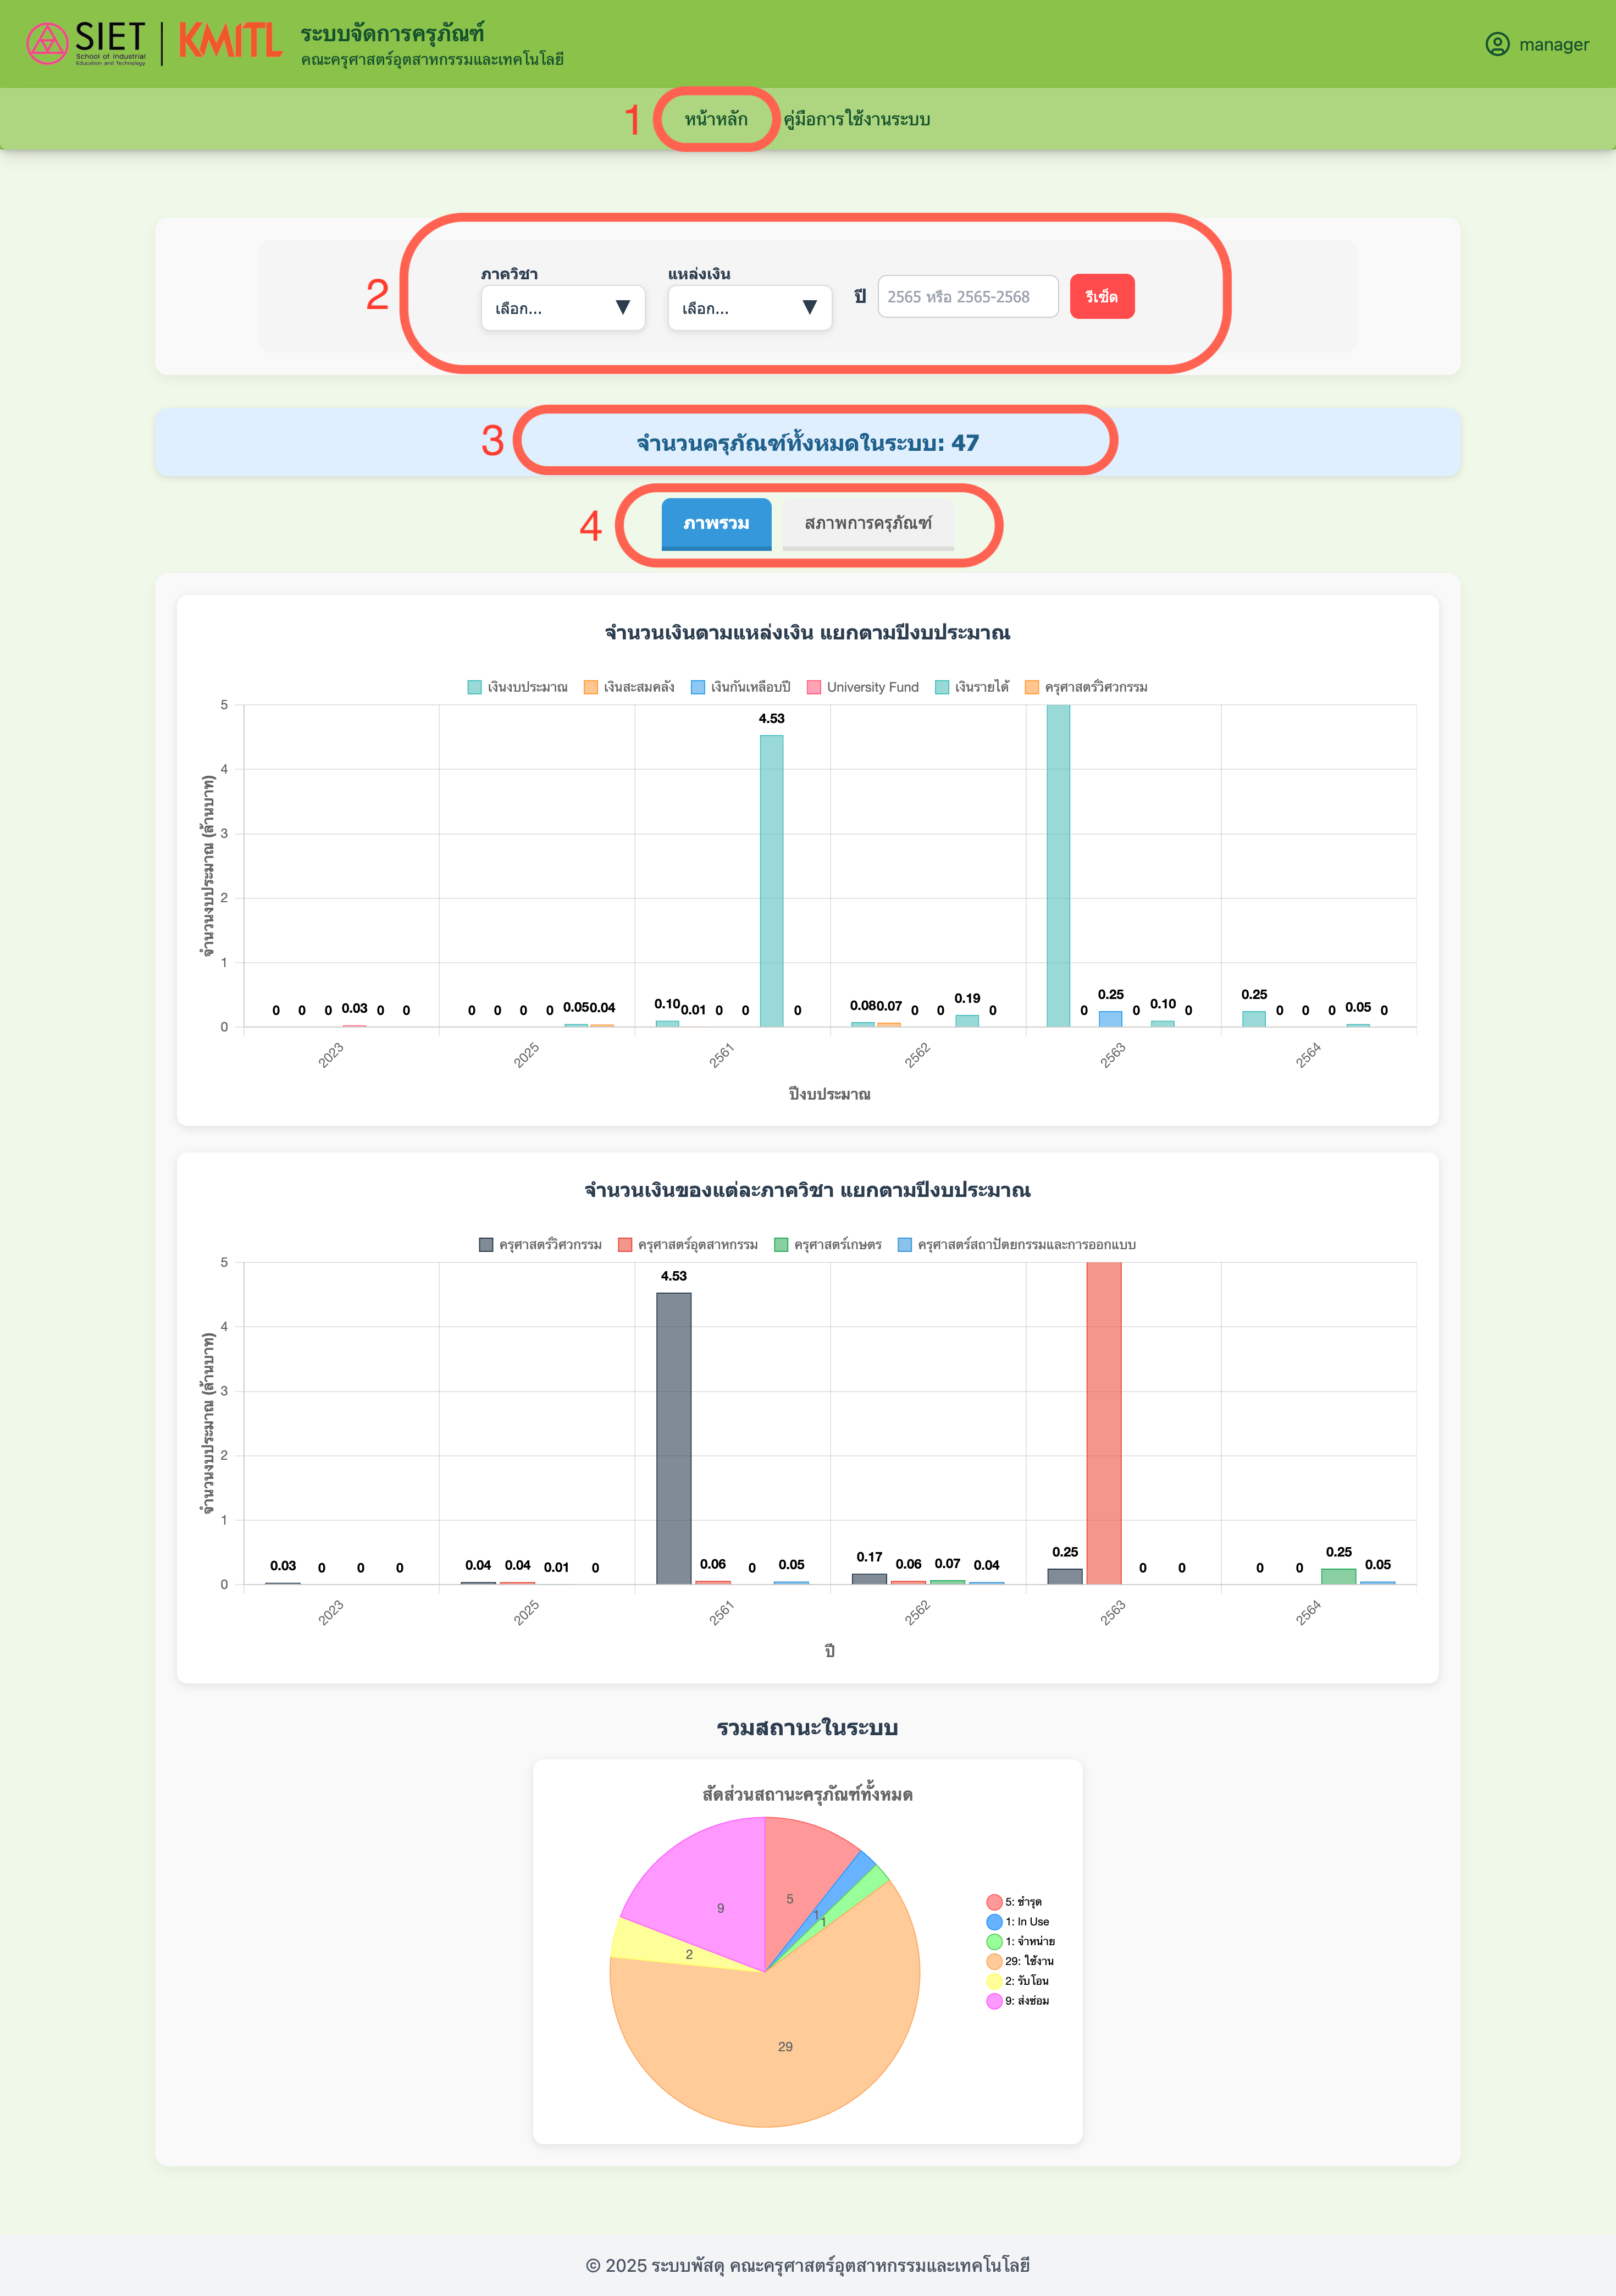 SIET
School of Industrial
Education and Technology
KMITL
ระบบจัดการครุภัณฑ์
คณะครุศาสตร์อุตสาหกรรมและเทคโนโลยี
manager
1
หน้าหลัก
คู่มือการใช้งานระบบ
2
ภาควิชา
เลือก...
▼
แหล่งเงิน
เลือก...
▼
ปี
2565 หรือ 2565-2568
รีเซ็ต
3
จำนวนครุภัณฑ์ทั้งหมดในระบบ: 47
4
ภาพรวม
สภาพการครุภัณฑ์
จำนวนเงินตามแหล่งเงิน แยกตามปีงบประมาณ
เงินงบประมาณ เงินสะสมคลัง เงินกันเหลือบปี University Fund เงินรายได้ ครุศาสตร์วิศวกรรม
จำนวนงบประมาณ (ล้านบาท)
5
4
3
2
1
0
4.53
0 0 0 0.03 0 0
0 0 0 0 0.05 0.04
0.10 0.01 0 0 0
0.08 0.07 0 0 0.19 0
0 0.25 0 0.10 0
0.25 0 0 0 0.05 0
2023 2025 2561 2562 2563 2564
ปีงบประมาณ
จำนวนเงินของแต่ละภาควิชา แยกตามปีงบประมาณ
ครุศาสตร์วิศวกรรม ครุศาสตร์อุตสาหกรรม ครุศาสตร์เกษตร ครุศาสตร์สถาปัตยกรรมและการออกแบบ
จำนวนงบประมาณ (ล้านบาท)
5
4
3
2
1
0
0.03 0 0 0
0.04 0.04 0.01 0
4.53 0.06 0 0.05
0.17 0.06 0.07 0.04
0.25 0 0
0 0 0.25 0.05
2023 2025 2561 2562 2563 2564
ปี
รวมสถานะในระบบ
สัดส่วนสถานะครุภัณฑ์ทั้งหมด
5
1
1
29
2
9
5: ชำรุด
1: In Use
1: จำหน่าย
29: ใช้งาน
2: รับโอน
9: ส่งซ่อม
© 2025 ระบบพัสดุ คณะครุศาสตร์อุตสาหกรรมและเทคโนโลยี